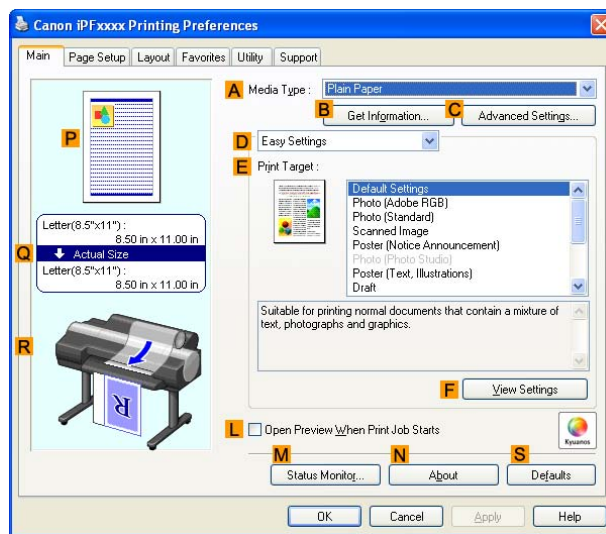 Canon iPFxxxx Printing Preferences
Main Page Setup Layout Favorites Utility Support
A Media Type : Plain Paper
B C
Get Information... Advanced Settings...
D Easy Settings
E Print Target :
P
Default Settings
Photo (Adobe RGB)
Photo (Standard)
Scanned Image
Poster (Notice Announcement)
Photo (Photo Studio)
Poster (Text, Illustrations)
Draft
Letter(8.5"x11") :
8.50 in x 11.00 in
Q Actual Size
Letter(8.5"x11") :
8.50 in x 11.00 in
Suitable for printing normal documents that contain a mixture of
text, photographs and graphics.
R
R
F View Settings
L Open Preview When Print Job Starts
Kyuanos
M N S
Status Monitor... About Defaults
OK Cancel Apply Help